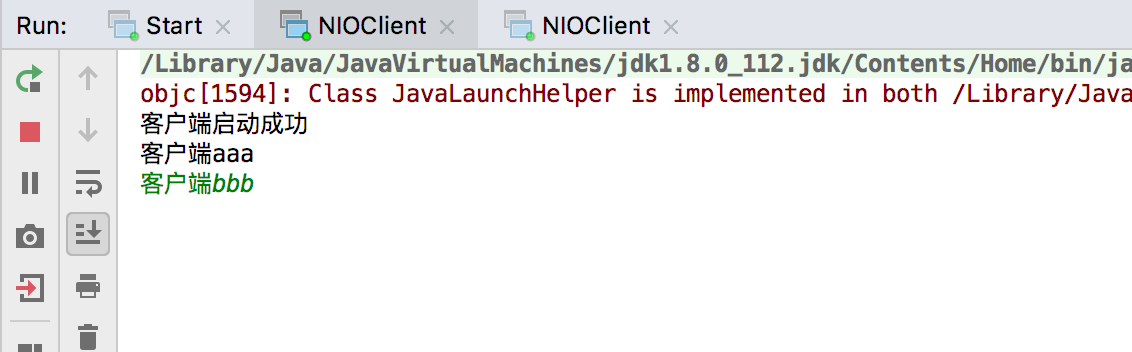 Run: Start NIOClient NIOClient
/Library/Java/JavaVirtualMachines/jdk1.8.0_112.jdk/Contents/Home/bin/ja
objc[1594]: Class JavaLaunchHelper is implemented in both /Library/Java
客户端启动成功
客户端aaa
客户端bbb